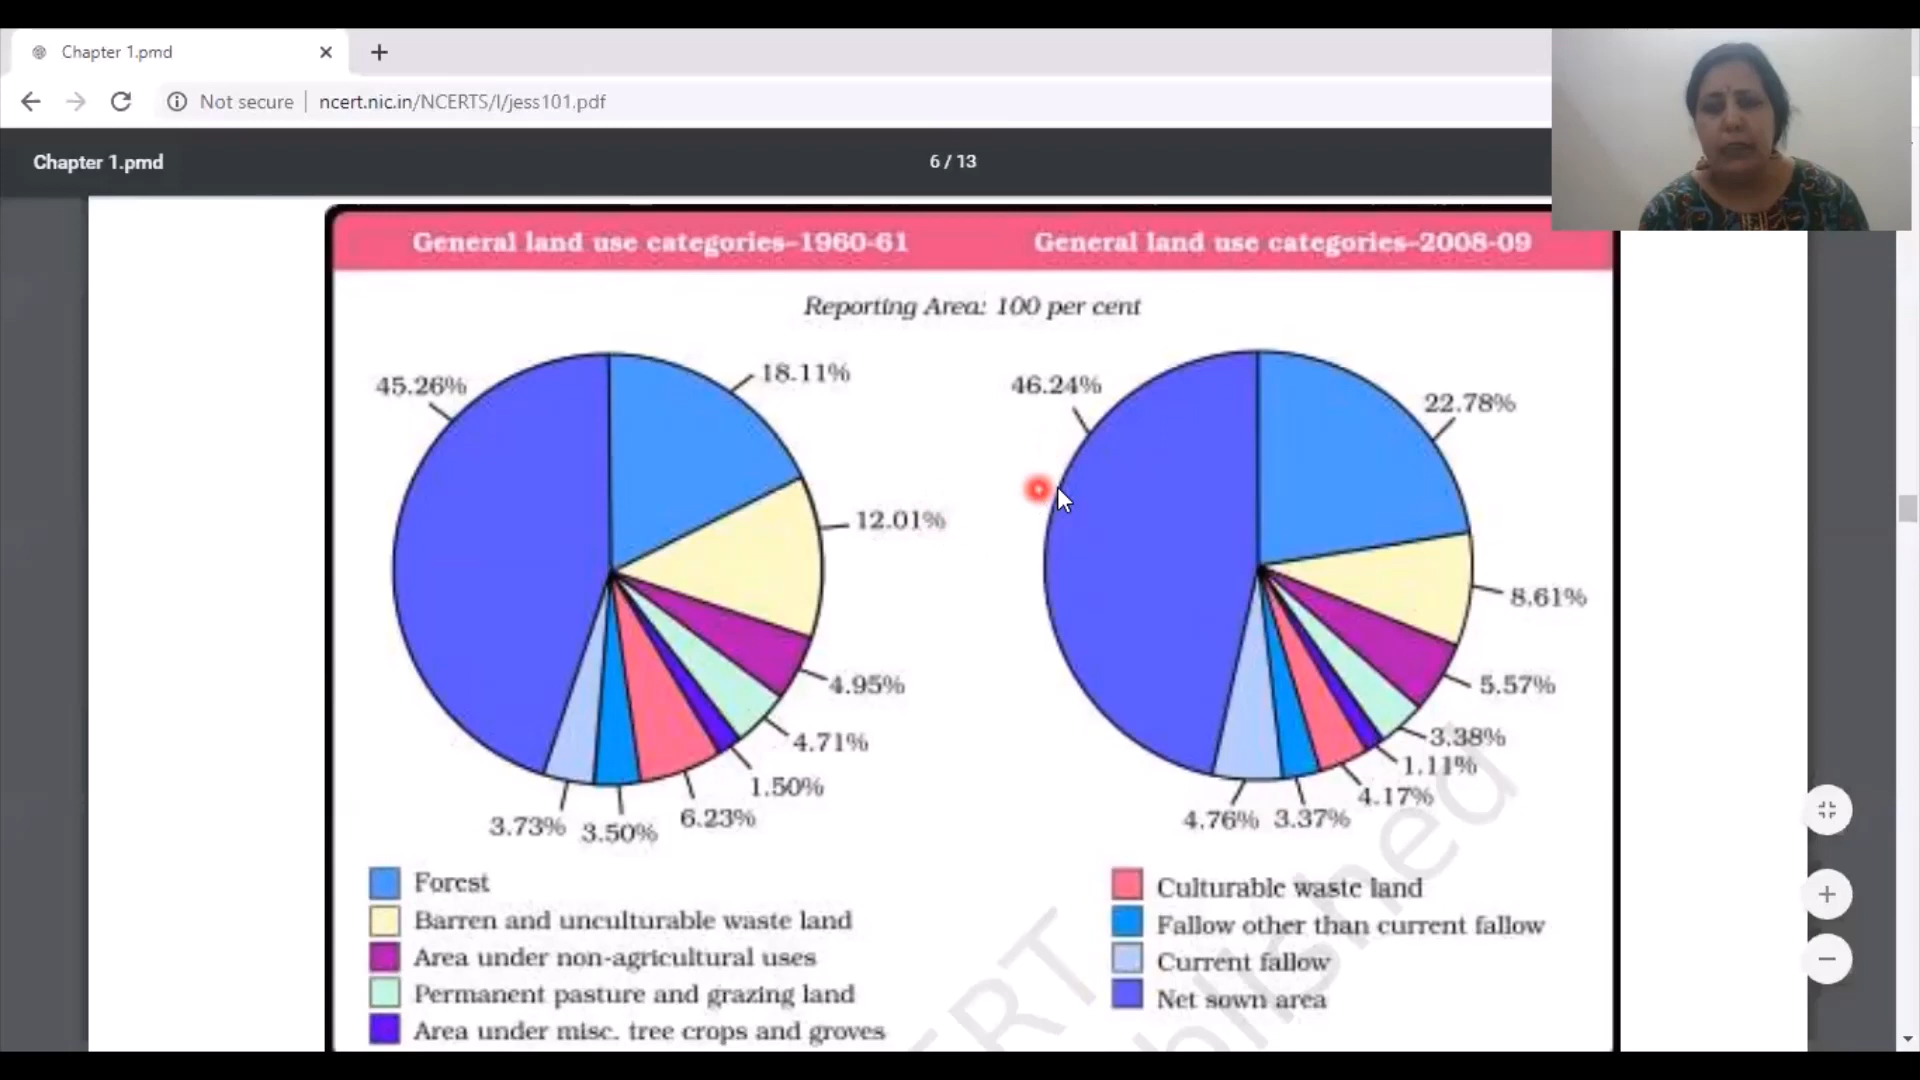 Chapter 1.pmd
Not secure
ncert.nic.in/NCERTS/l/jess101.pdf
Chapter 1.pmd
6 / 13
General land use categories–1960-61
General land use categories–2008-09
Reporting Area: 100 per cent
45.26%
18.11%
12.01%
4.95%
4.71%
1.50%
6.23%
3.50%
3.73%
46.24%
22.78%
8.61%
5.57%
3.38%
1.11%
4.17%
3.37%
4.76%
Forest
Barren and unculturable waste land
Area under non-agricultural uses
Permanent pasture and grazing land
Area under misc. tree crops and groves
Culturable waste land
Fallow other than current fallow
Current fallow
Net sown area